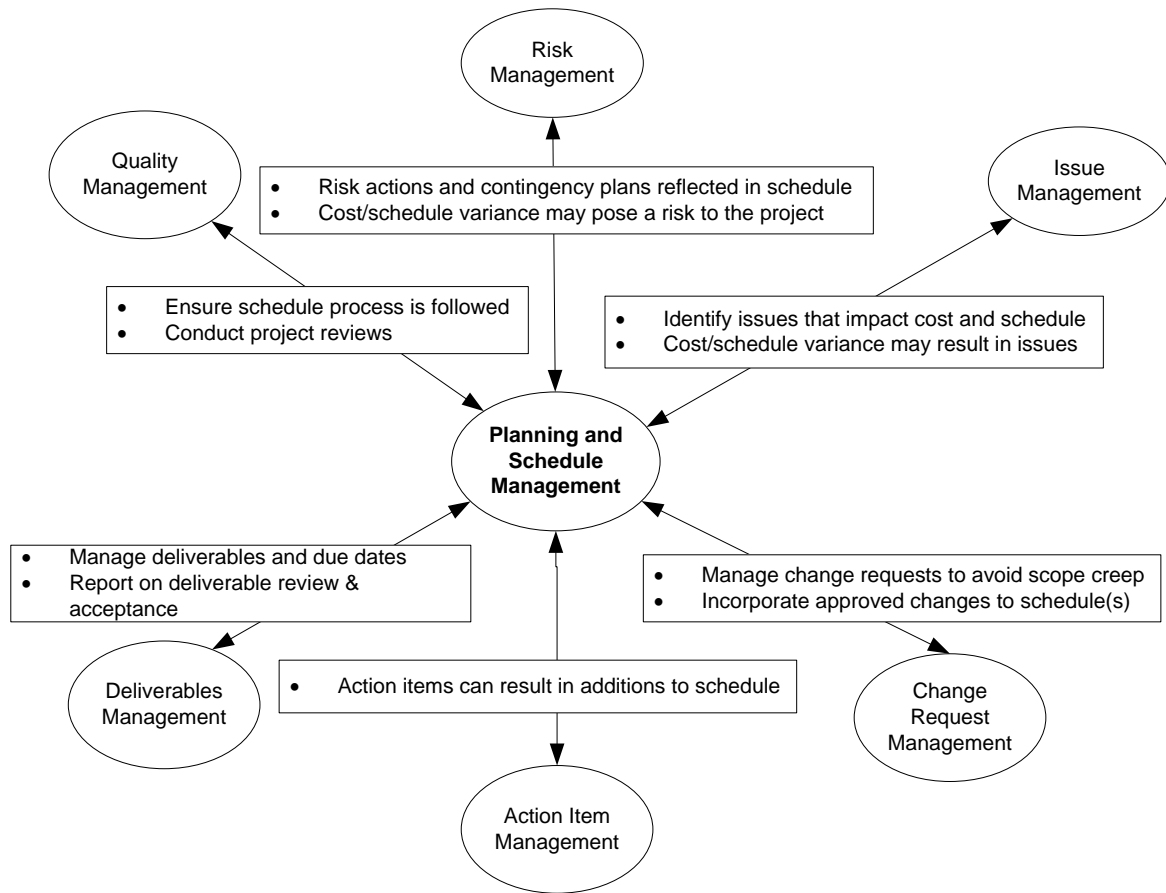 Risk
Management
Quality
Management
Issue
Management
• Risk actions and contingency plans reflected in schedule
• Cost/schedule variance may pose a risk to the project
• Ensure schedule process is followed
• Conduct project reviews
• Identify issues that impact cost and schedule
• Cost/schedule variance may result in issues
Planning and
Schedule
Management
• Manage deliverables and due dates
• Report on deliverable review &
acceptance
• Manage change requests to avoid scope creep
• Incorporate approved changes to schedule(s)
• Action items can result in additions to schedule
Deliverables
Management
Change
Request
Management
Action Item
Management